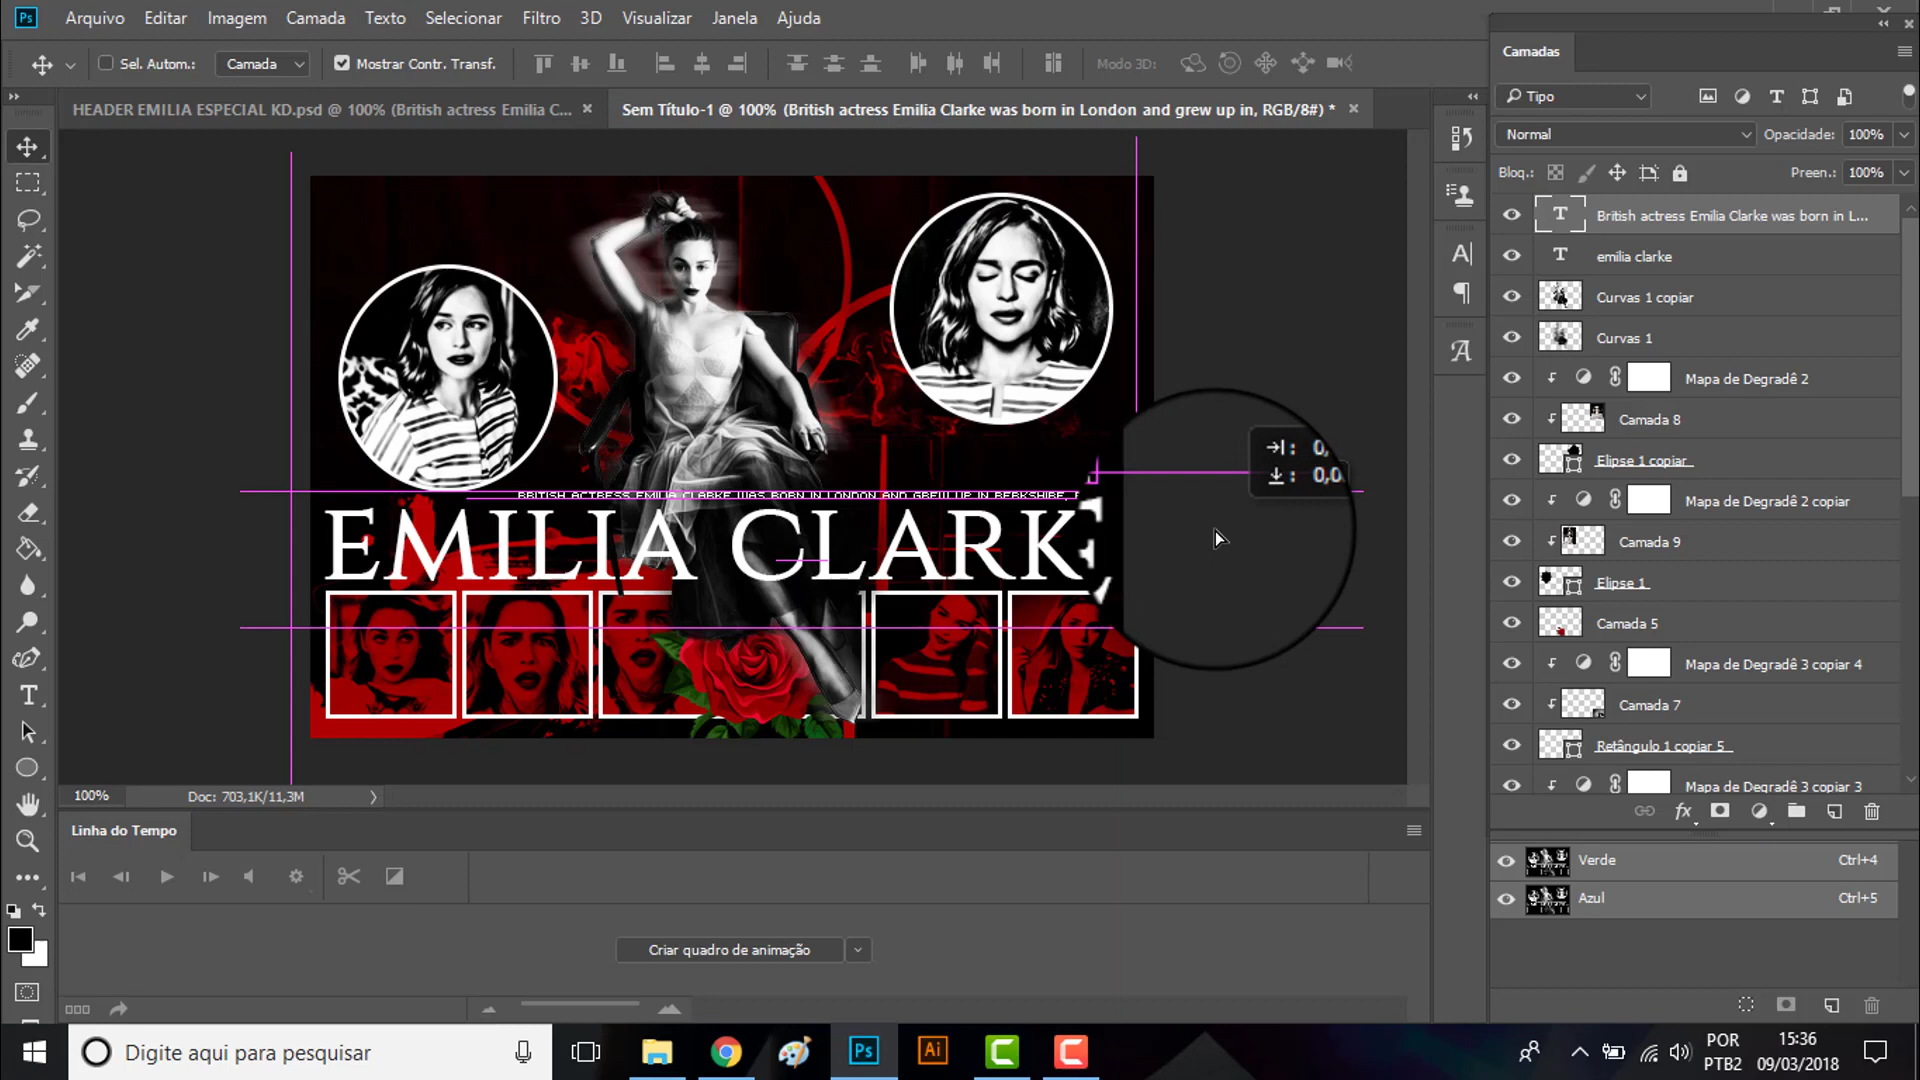 Ps Arquivo Editar Imagem Camada Texto Selecionar Filtro 3D Visualizar Janela Ajuda
Sel. Autom.: Camada Mostrar Contr. Transf. Modo 3D:
HEADER EMILIA ESPECIAL KD.psd @ 100% (British actress Emilia C...
Sem Título-1 @ 100% (British actress Emilia Clarke was born in London and grew up in, RGB/8#) *
Camadas
Tipo
Normal Opacidade: 100%
Bloq.: Preen.: 100%
British actress Emilia Clarke was born in L...
emilia clarke
Curvas 1 copiar
Curvas 1
Mapa de Degradê 2
Camada 8
Elipse 1 copiar
Mapa de Degradê 2 copiar
Camada 9
Elipse 1
Camada 5
Mapa de Degradê 3 copiar 4
Camada 7
Retângulo 1 copiar 5
Mapa de Degradê 3 copiar 3
fx
Verde Ctrl+4
Azul Ctrl+5
0,
0,0
BRITISH ACTRESS EMILIA CLARKE WAS BORN IN LONDON AND GREW UP IN BERKSHIRE,
EMILIA CLARK
100% Doc: 703,1K/11,3M
Linha do Tempo
Criar quadro de animação
Digite aqui para pesquisar
Ps
Ai
POR
PTB2
15:36
09/03/2018